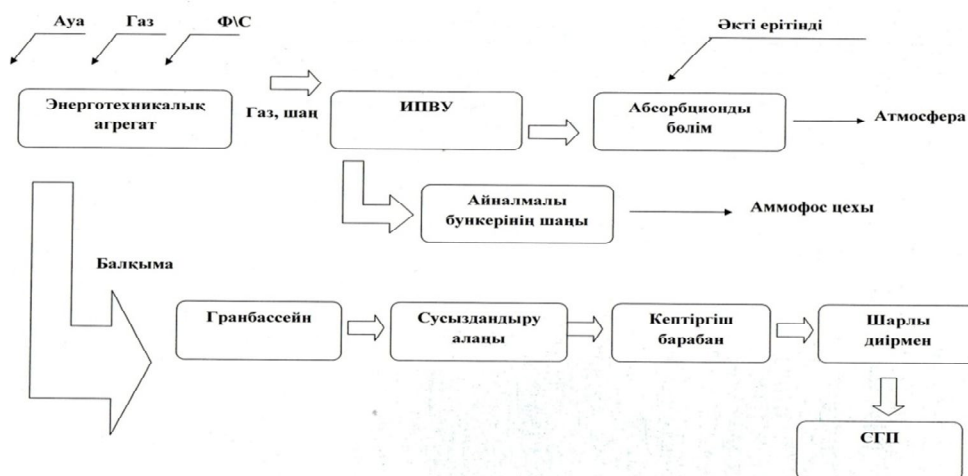 Ауа
Газ
Ф\С
Әкті ерітінді
Энерготехникалық
агрегат
Газ, шаң
ИПВУ
Абсорбционды
бөлім
Атмосфера
Айналмалы
бункерінің шаңы
Аммофос цехы
Балқыма
Гранбассейн
Сусыздандыру
алаңы
Кептіргіш
барабан
Шарлы
диірмен
СГП